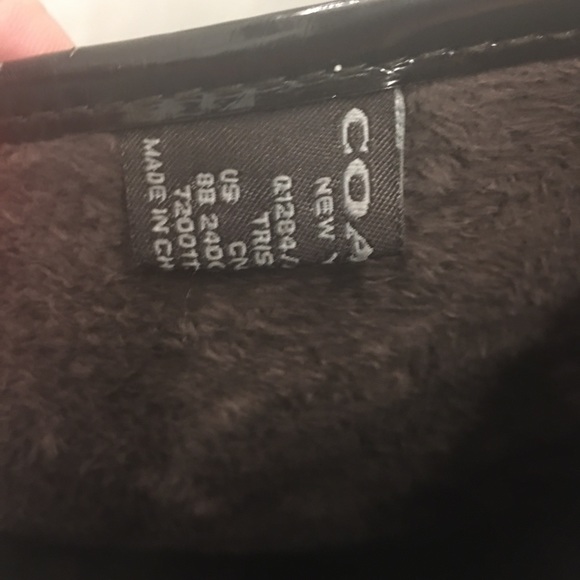 COA
NEW Y
Q1284/A
TRIS
CN
US
8B 240(
72001
MADE IN CH